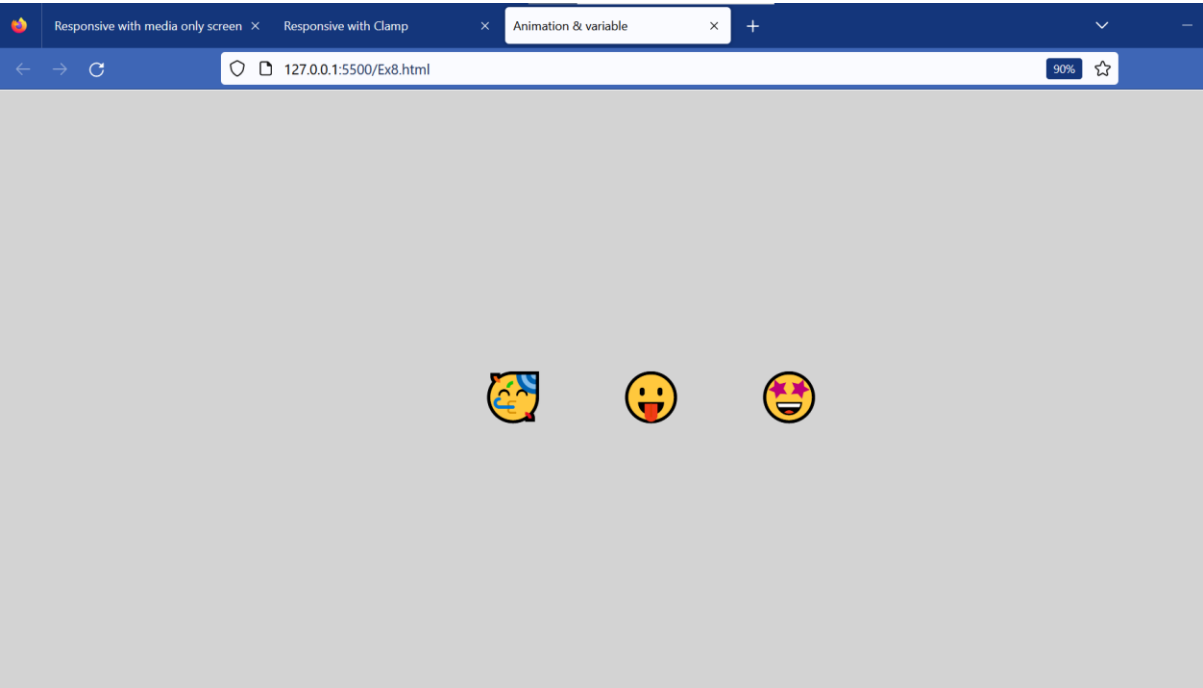 Responsive with media only screen
Responsive with Clamp
Animation & variable
127.0.0.1:5500/Ex8.html
90%